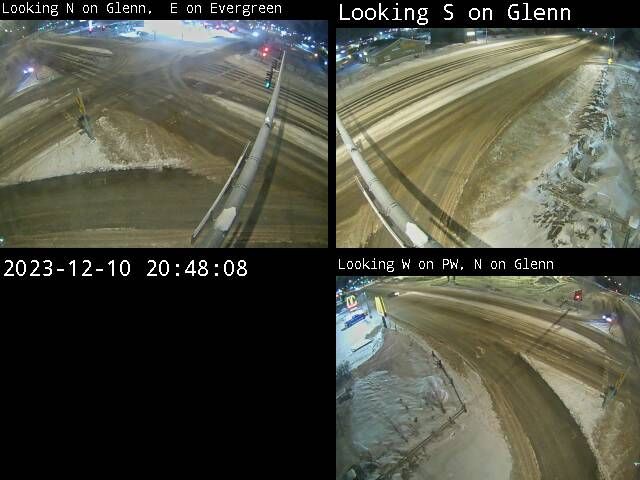 Looking N on Glenn,  E on Evergreen
Looking S on Glenn
2023-12-10 20:48:08
Looking W on PW, N on Glenn